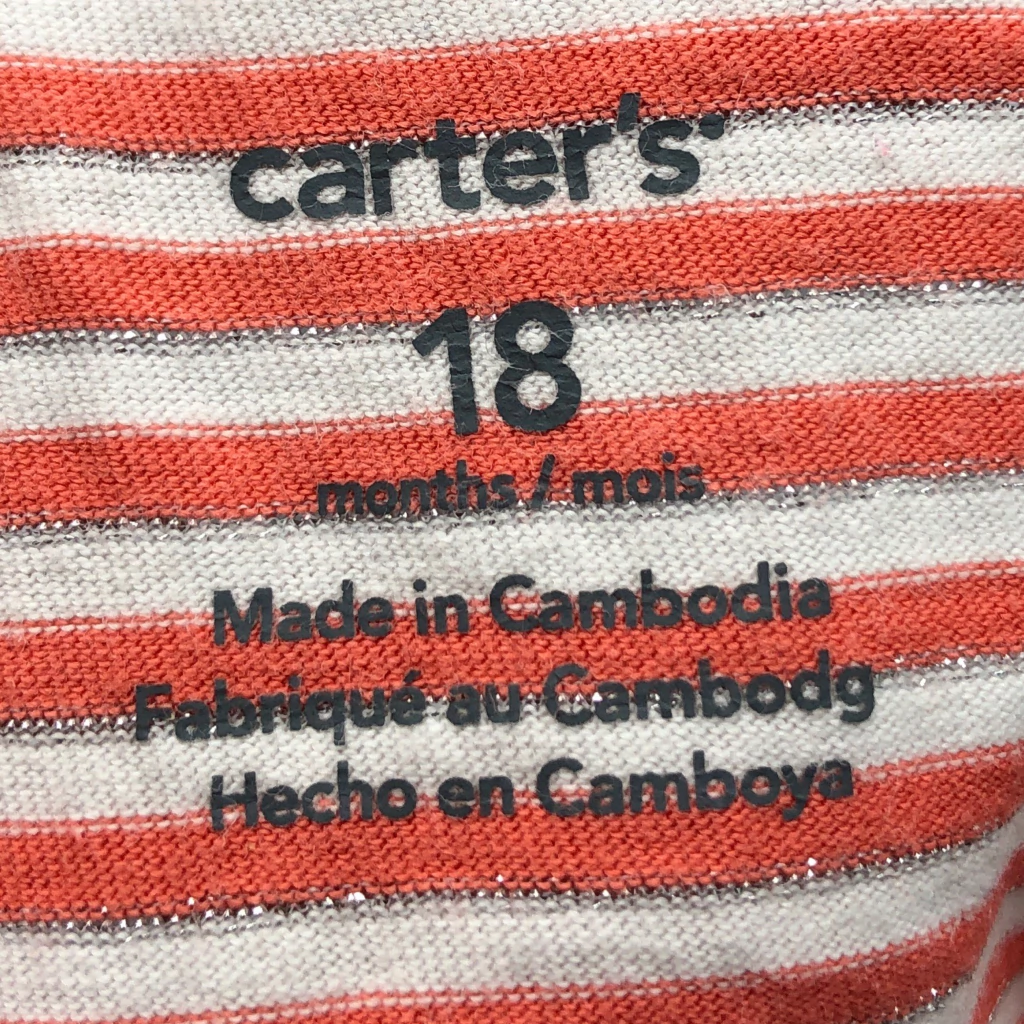 carter's
18
months / mois
Made in Cambodia
Fabriqué au Cambodg
Hecho en Camboya